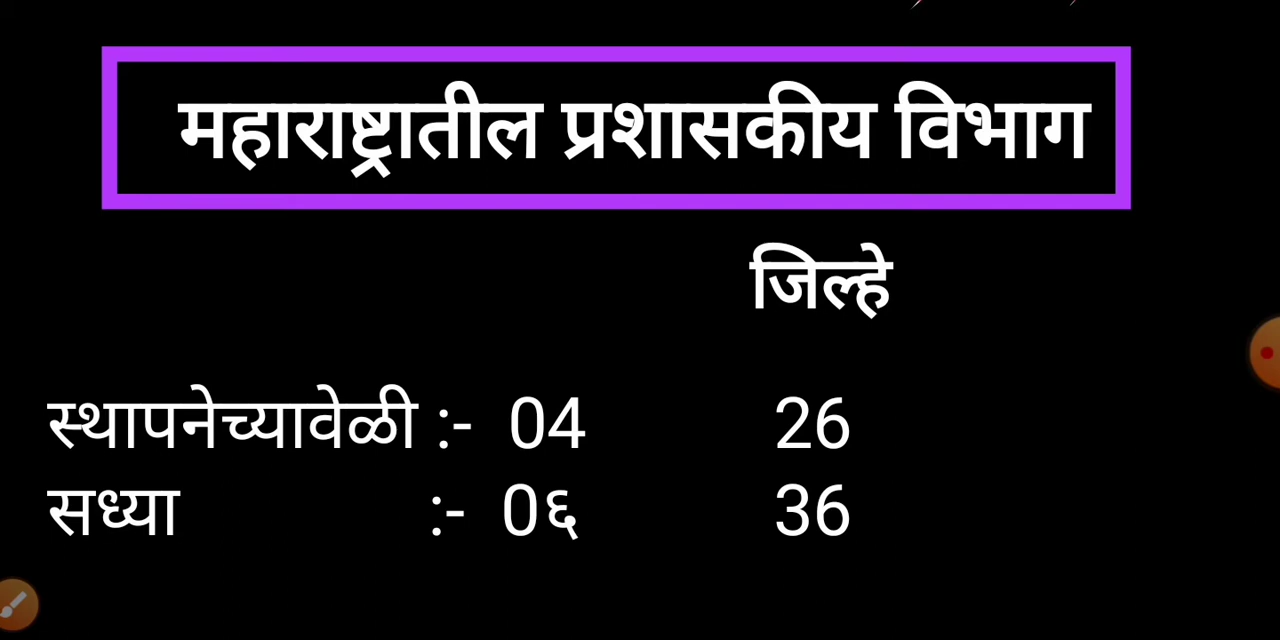 महाराष्ट्रातील प्रशासकीय विभाग
जिल्हे
स्थापनेच्यावेळी :- 04 26
सध्या :- 0६ 36